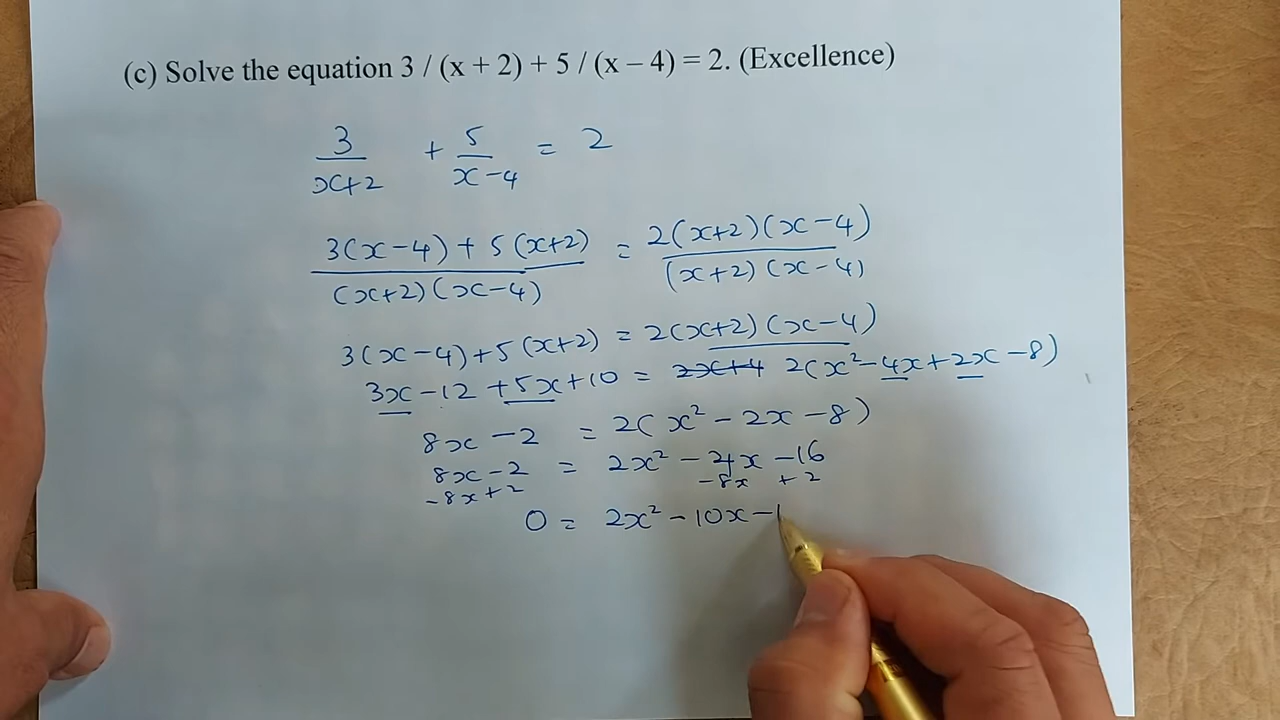 (c) Solve the equation 3 / (x + 2) + 5 / (x – 4) = 2. (Excellence)
3/(x+2) + 5/(x-4) = 2
(3(x-4) + 5(x+2))/((x+2)(x-4)) = (2(x+2)(x-4))/((x+2)(x-4))
3(x-4)+5(x+2) = 2(x+2)(x-4)
3x-12+5x+10 = 2x+4 2(x²-4x+2x-8)
8x-2 = 2(x²-2x-8)
8x-2 = 2x²-4x-16
-8x+2 -8x +2
0 = 2x²-10x-1